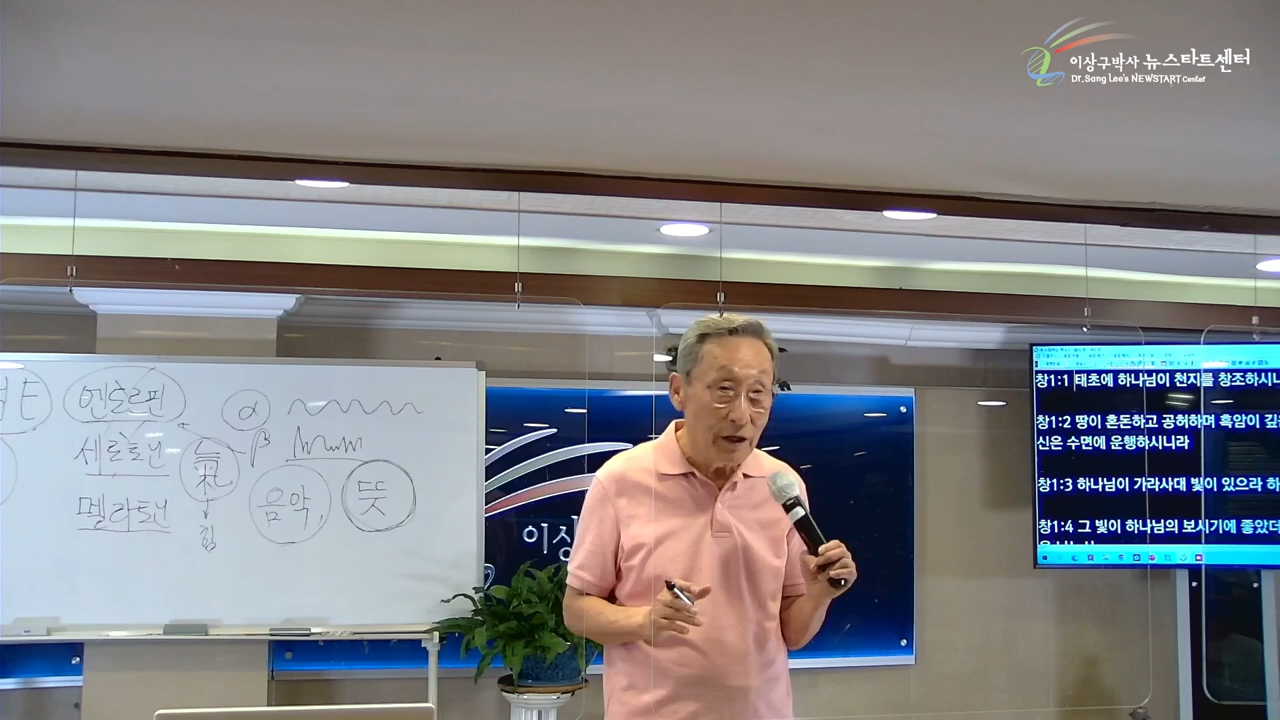 이상구박사 뉴스타트센터
Dr. Sang Lee's NEWSTART Center
E
엔돌핀
세로토닌
멜라토닌
氣
힘
α
β
음악,
뜻
이상
창1:1 태초에 하나님이 천지를 창조하시니
창1:2 땅이 혼돈하고 공허하며 흑암이 깊
신은 수면에 운행하시니라
창1:3 하나님이 가라사대 빛이 있으라 하
창1:4 그 빛이 하나님의 보시기에 좋았더